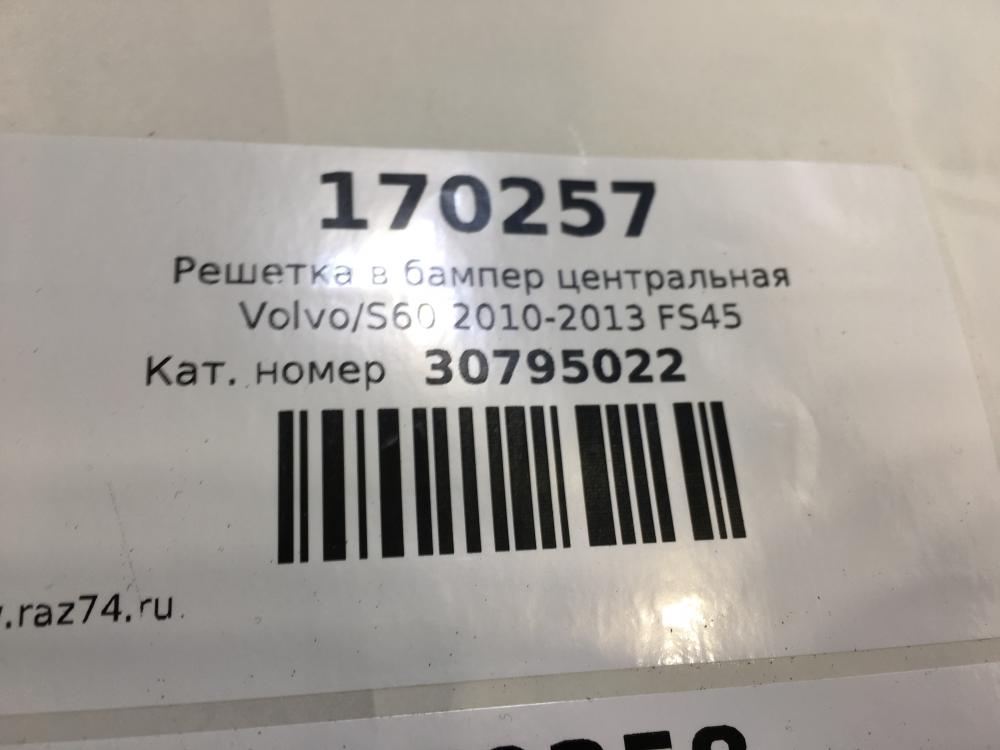 170257
Решетка в бампер центральная
Volvo/S60 2010-2013 FS45
Кат. номер 30795022
.raz74.ru